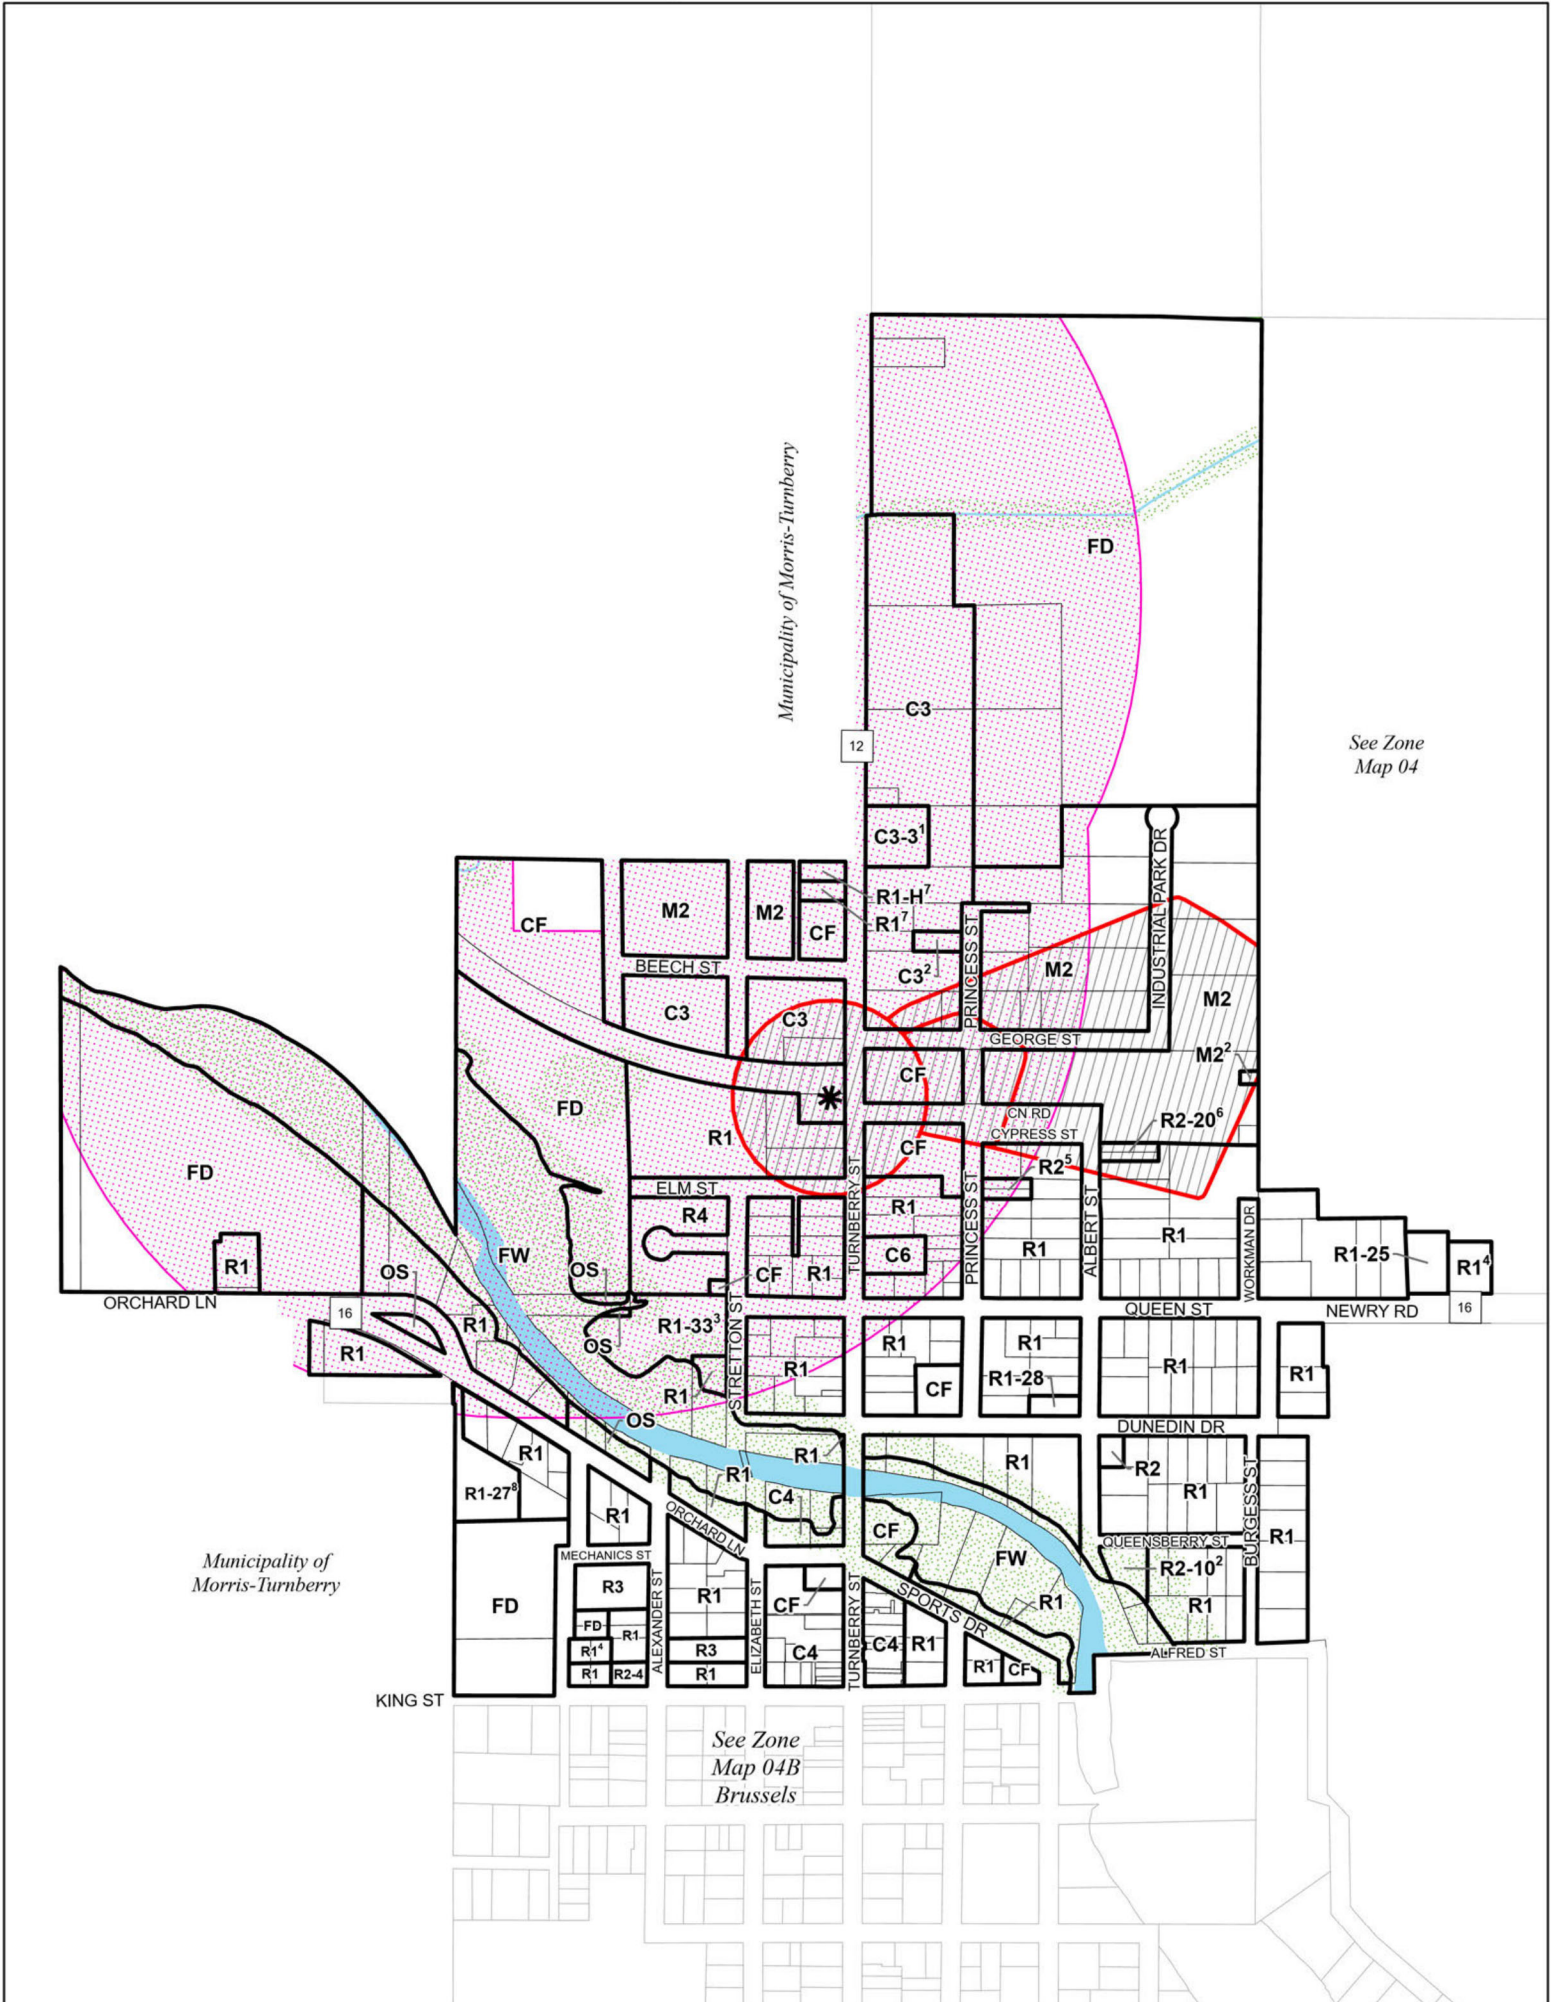 Municipality of Morris-Turnberry
FD
C3
12
See Zone
Map 04
C3-3¹
INDUSTRIAL PARK DR
R1-H⁷
R1⁷
M2
M2
CF
CF
PRINCESS ST
BEECH ST
C3²
M2
M2
C3
C3
GEORGE ST
M2²
CF
FD
CN RD
CYPRESS ST
R2-20⁶
R1
CF
R2⁵
FD
ELM ST
TURNBERRY ST
R1
PRINCESS ST
ALBERT ST
R4
R1
R1
WORKMAN DR
FW
C6
R1-25
R1⁴
R1
OS
OS
CF
R1
ORCHARD LN
16
STRETTON ST
QUEEN ST
NEWRY RD
16
R1
R1-33³
OS
R1
R1
R1
R1
R1
R1
R1-28
CF
R1
OS
DUNEDIN DR
R1
R1
R1
R2
R1
R1-27⁸
C4
R1
BURGESS ST
R1
ORCHARD LN
CF
QUEENSBERRY ST
R1
MECHANICS ST
FW
R2-10²
Municipality of
Morris-Turnberry
R3
ALEXANDER ST
R1
ELIZABETH ST
CF
TURNBERRY ST
SPORTS DR
R1
R1
FD
FD
R1
R1⁴
R3
C4
C4
R1
R1
CF
ALFRED ST
R1
R2-4
R1
KING ST
See Zone
Map 04B
Brussels